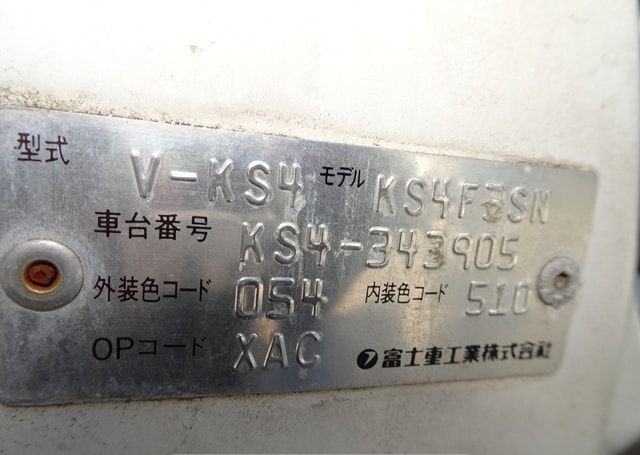 型式 V-KS4 モデル KS4F3SN
車台番号 KS4-343905
外装色コード 054 内装色コード 510
OPコード XAC フ富士重工業株式会社